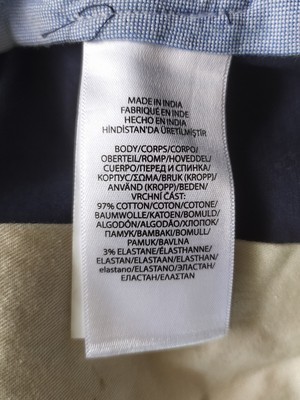 MADE IN INDIA
FABRIQUÉ EN INDE
HECHO EN INDIA
HİNDİSTAN'DA ÜRETİLMİŞTİR
BODY/CORPS/CORPO/
OBERTEIL/ROMP/HOVEDDEL/
CUERPO/ПЕРЕД И СПИНКА/
КОРПУС/ΣΩΜΑ/BRUK (KROPP)/
ANVÄND (KROPP)/BEDEN/
VRCHNÍ ČÁST:
97% COTTON/COTON/COTONE/
BAUMWOLLE/KATOEN/BOMULD/
ALGODÓN/ALGODÃO/ХЛОПОК/
ПАМУК/ΒΑΜΒΑΚΙ/BOMULL/
PAMUK/BAVLNA
3% ELASTANE/ÉLASTHANNE/
ELASTAN/ELASTAAN/ELASTHAN/
elastano/ELASTANO/ЭЛАСТАН/
ЕЛАСТАН/ΕΛΑΣΤΑΝ